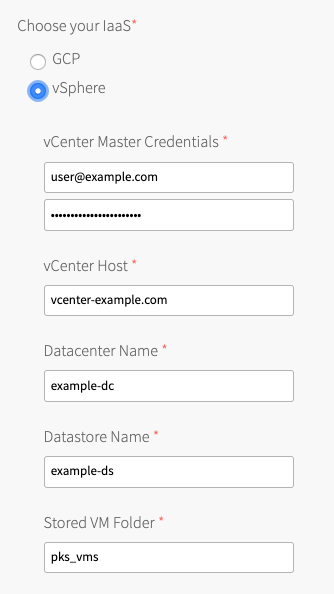 Choose your IaaS*
GCP
vSphere
vCenter Master Credentials *
user@example.com
•••••••••••••••••••••••
vCenter Host *
vcenter-example.com
Datacenter Name *
example-dc
Datastore Name *
example-ds
Stored VM Folder *
pks_vms